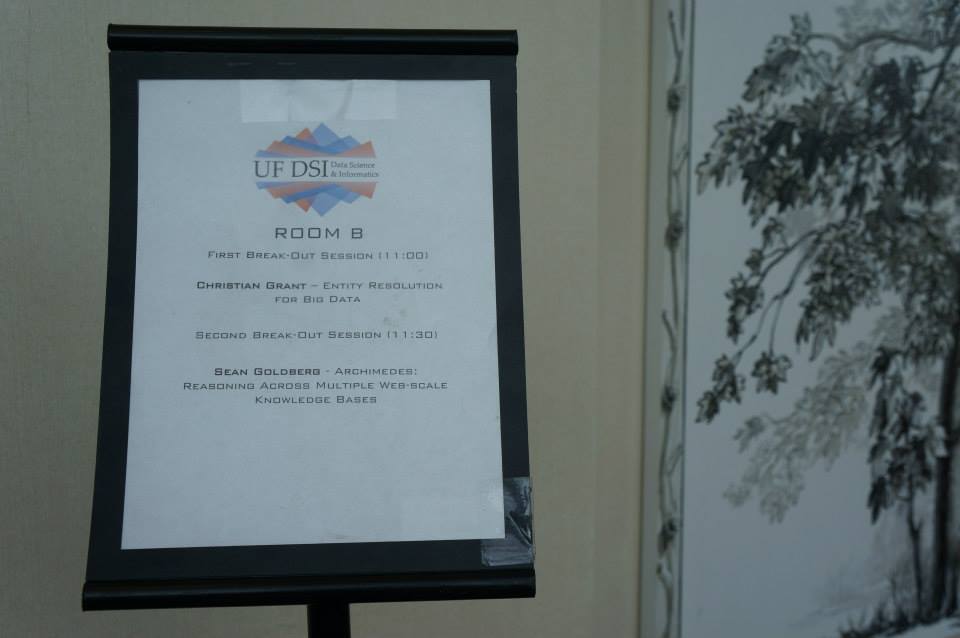 UF DSI Data Science
& Informatics
ROOM B
First Break-Out Session (11:00)
Christian Grant – Entity Resolution
for Big Data
Second Break-Out Session (11:30)
Sean Goldberg - Archimedes:
Reasoning Across Multiple Web-scale
Knowledge Bases